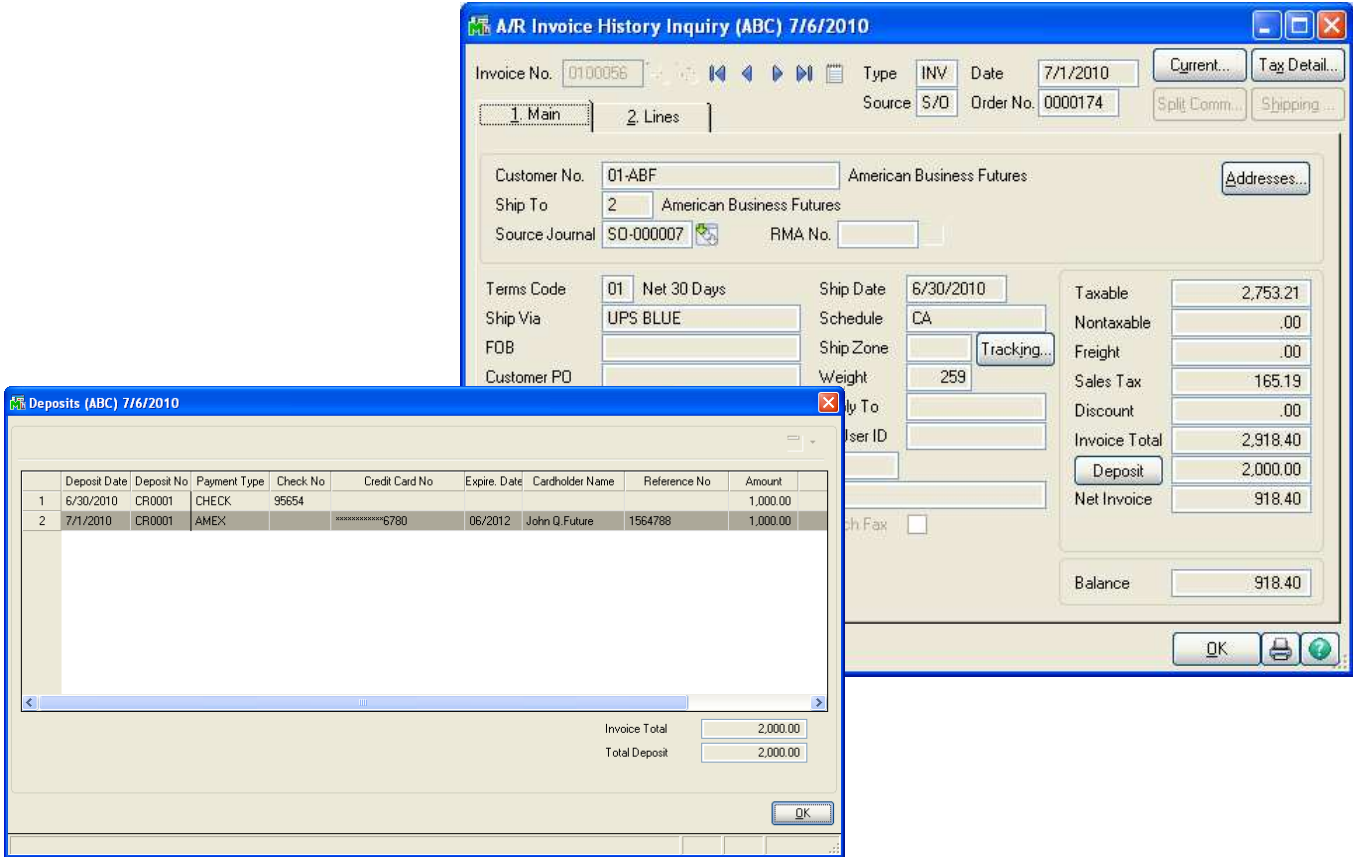 A/R Invoice History Inquiry (ABC) 7/6/2010
Invoice No. 0100056 Type INV Date 7/1/2010 Current... Tax Detail...
Source S/O Order No. 0000174 Split Comm... Shipping ...
1. Main 2. Lines
Customer No. 01-ABF American Business Futures Addresses...
Ship To 2 American Business Futures
Source Journal SO-000007 RMA No.
Terms Code 01 Net 30 Days Ship Date 6/30/2010 Taxable 2,753.21
Ship Via UPS BLUE Schedule CA Nontaxable .00
FOB Ship Zone Tracking... Freight .00
Customer PO Weight 259 Sales Tax 165.19
ly To Discount .00
User ID Invoice Total 2,918.40
Deposit 2,000.00
Net Invoice 918.40
ch Fax
Balance 918.40
OK
Deposits (ABC) 7/6/2010
Deposit Date Deposit No Payment Type Check No Credit Card No Expire. Date Cardholder Name Reference No Amount
1 6/30/2010 CR0001 CHECK 95654 1,000.00
2 7/1/2010 CR0001 AMEX ************6780 06/2012 John Q.Future 1564788 1,000.00
Invoice Total 2,000.00
Total Deposit 2,000.00
OK